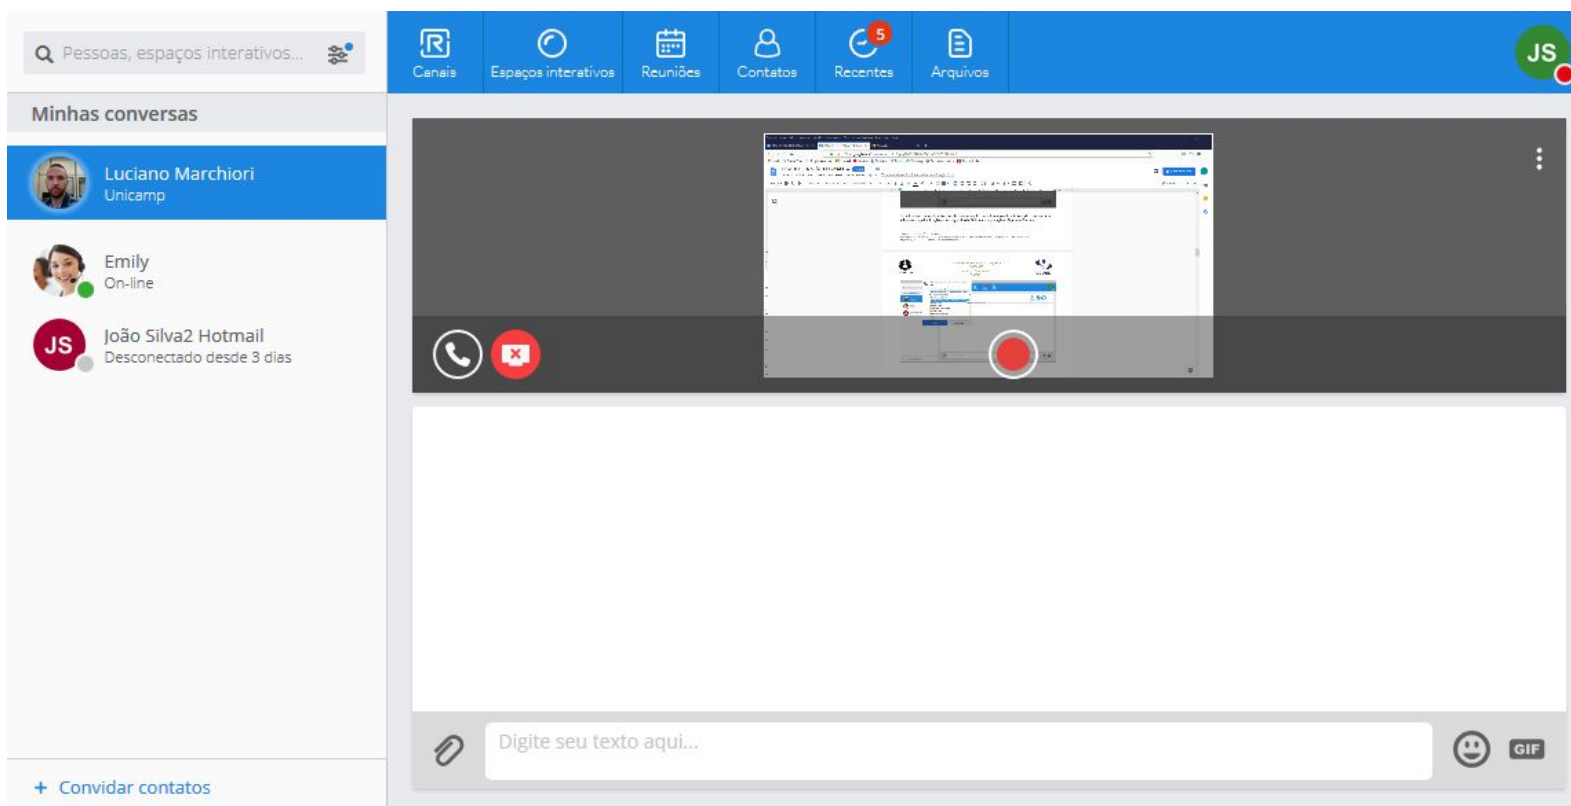 Pessoas, espaços interativos...
Canais
Espaços interativos
Reuniões
Contatos
5
Recentes
Arquivos
JS
Minhas conversas
Luciano Marchiori
Unicamp
Emily
On-line
JS
João Silva2 Hotmail
Desconectado desde 3 dias
Digite seu texto aqui...
GIF
+ Convidar contatos